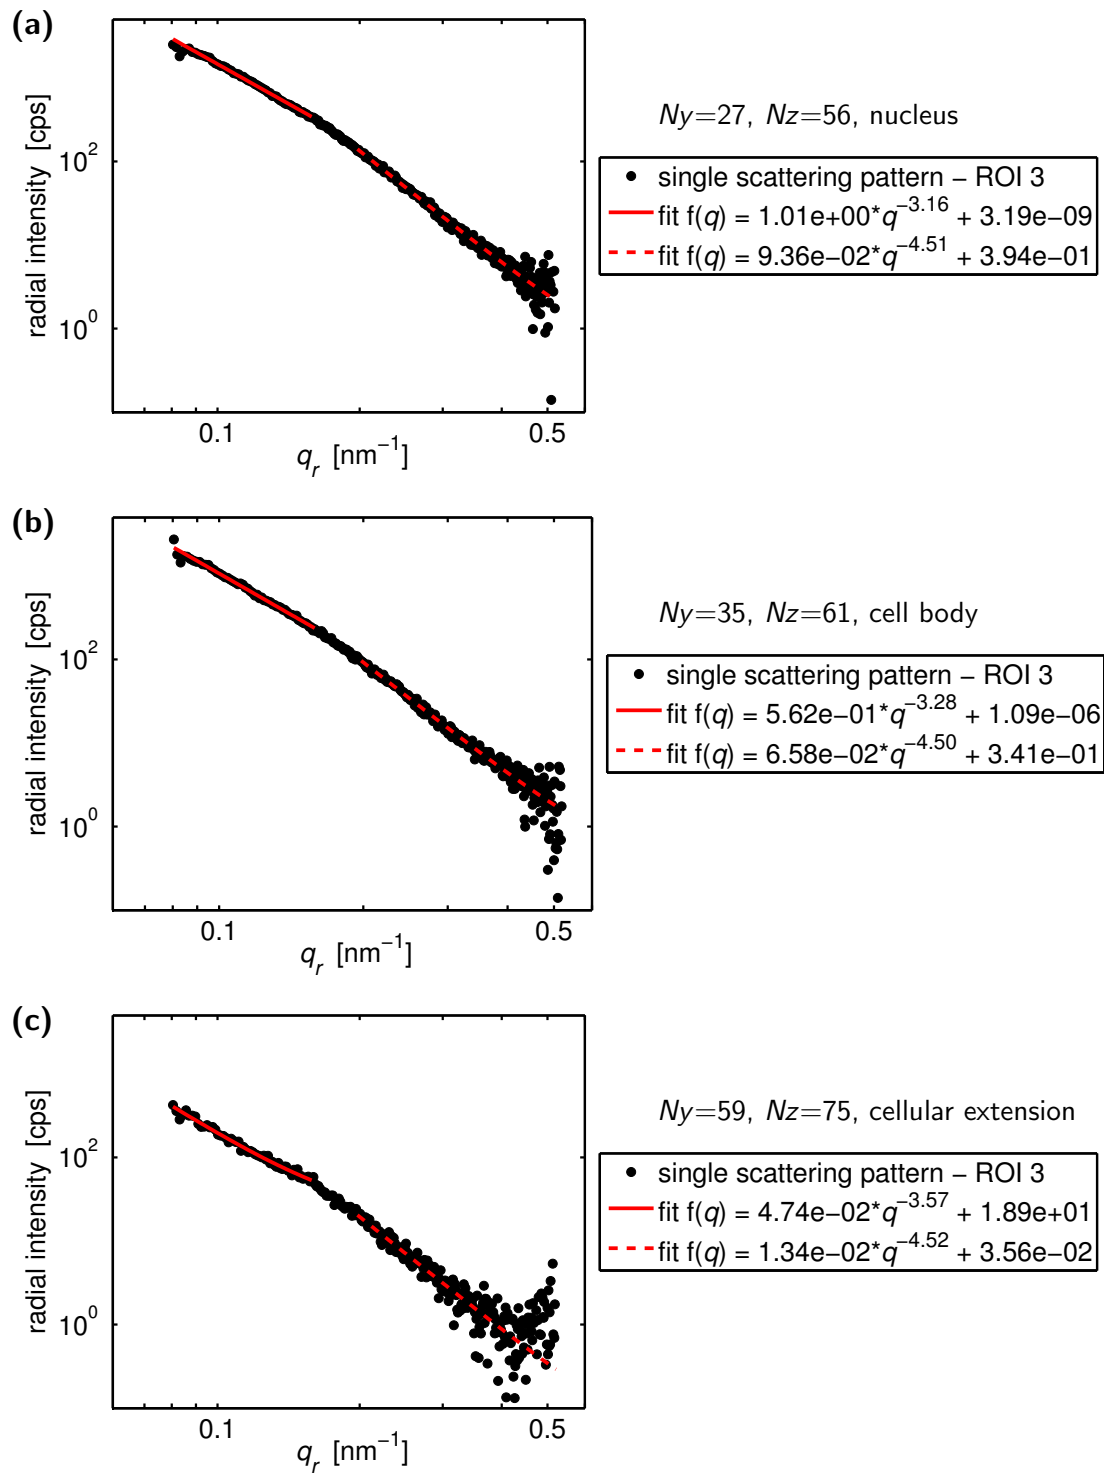 (a)
radial intensity [cps]
10^2
10^0
0.1 0.5
q_r [nm^−1]
Ny=27, Nz=56, nucleus
single scattering pattern – ROI 3
fit f(q) = 1.01e+00*q^−3.16 + 3.19e−09
fit f(q) = 9.36e−02*q^−4.51 + 3.94e−01
(b)
radial intensity [cps]
10^2
10^0
0.1 0.5
q_r [nm^−1]
Ny=35, Nz=61, cell body
single scattering pattern – ROI 3
fit f(q) = 5.62e−01*q^−3.28 + 1.09e−06
fit f(q) = 6.58e−02*q^−4.50 + 3.41e−01
(c)
radial intensity [cps]
10^2
10^0
0.1 0.5
q_r [nm^−1]
Ny=59, Nz=75, cellular extension
single scattering pattern – ROI 3
fit f(q) = 4.74e−02*q^−3.57 + 1.89e+01
fit f(q) = 1.34e−02*q^−4.52 + 3.56e−02